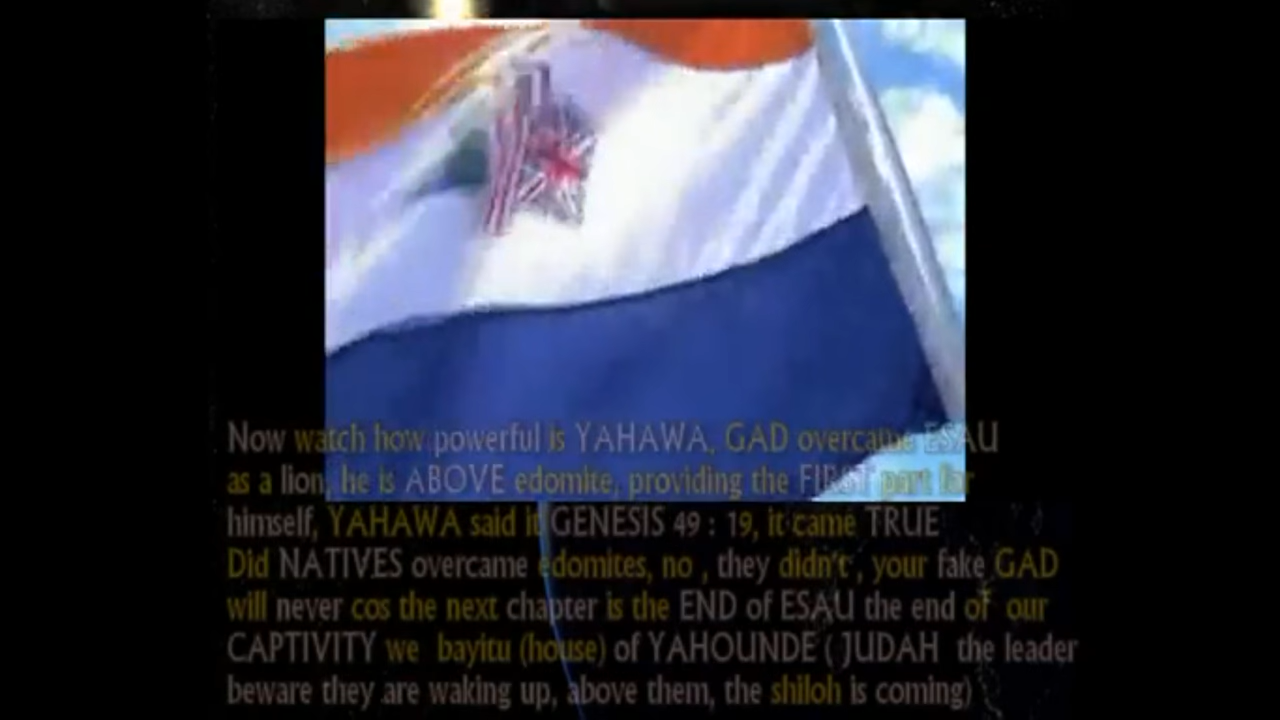 Now watch how powerful is YAHAWA, GAD overcame ESAU
as a lion, he is ABOVE edomite, providing the FIRST part for
himself, YAHAWA said it GENESIS 49 : 19, it came TRUE
Did NATIVES overcame edomites, no , they didn't , your fake GAD
will never cos the next chapter is the END of ESAU the end of our
CAPTIVITY we bayitu (house) of YAHOUNDE ( JUDAH the leader
beware they are waking up, above them, the shiloh is coming)